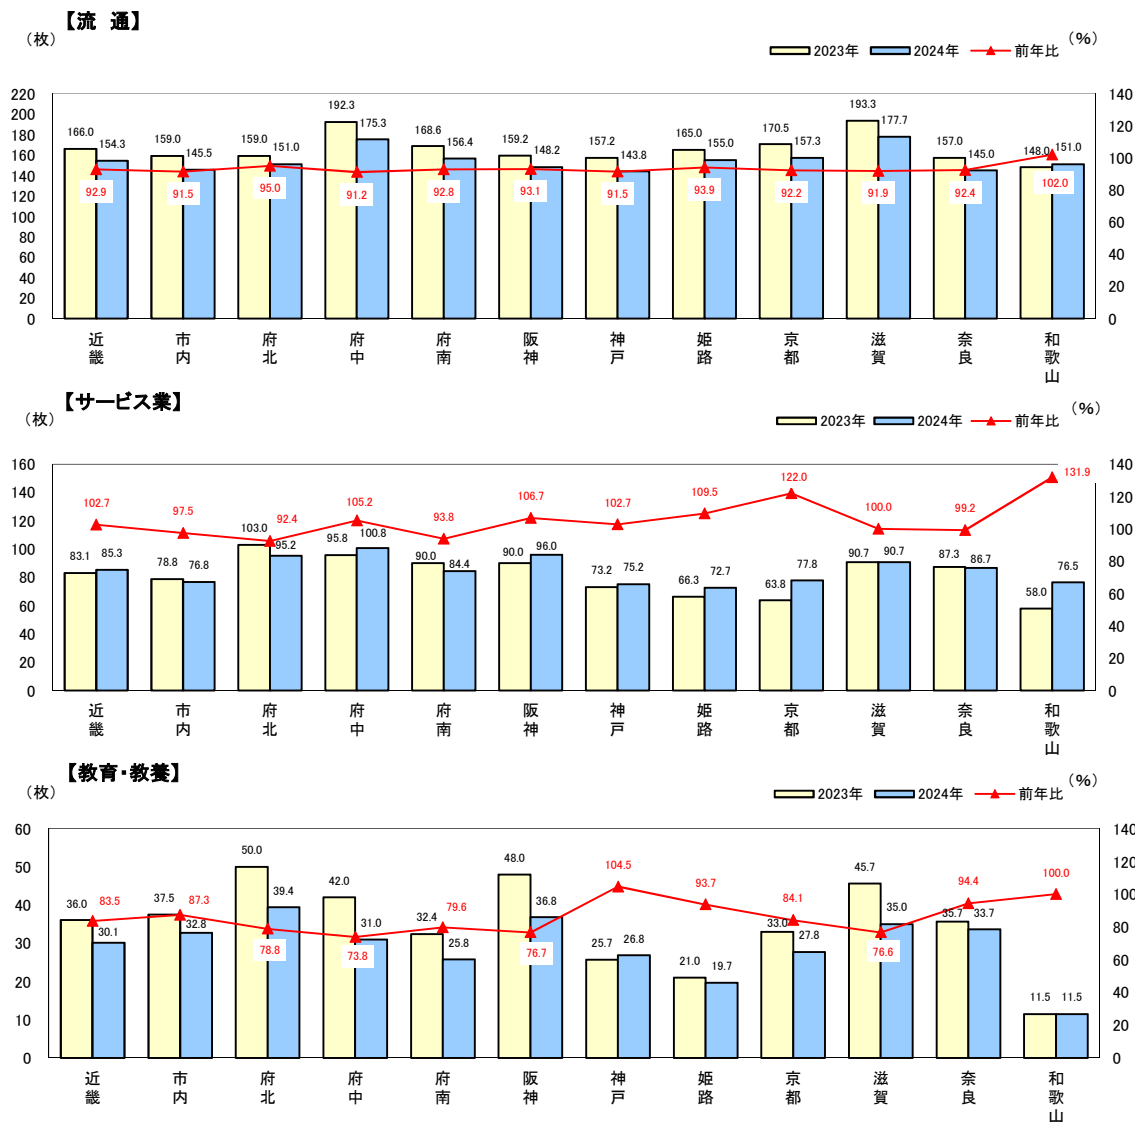 【流　通】
（枚）
（%）
2023年 2024年 前年比
220
200
180
160
140
120
100
80
60
40
20
0
140
120
100
80
60
40
20
0
166.0 159.0 159.0 192.3 168.6 159.2 157.2 165.0 170.5 193.3 157.0 148.0
154.3 145.5 151.0 175.3 156.4 148.2 143.8 155.0 157.3 177.7 145.0 151.0
92.9 91.5 95.0 91.2 92.8 93.1 91.5 93.9 92.2 91.9 92.4 102.0
近畿 市内 府北 府中 府南 阪神 神戸 姫路 京都 滋賀 奈良 和歌山
【サービス業】
（枚）
（%）
2023年 2024年 前年比
160
140
120
100
80
60
40
20
0
140
120
100
80
60
40
20
0
102.7 97.5 92.4 105.2 93.8 106.7 102.7 109.5 122.0 100.0 99.2 131.9
83.1 78.8 103.0 95.8 90.0 90.0 73.2 66.3 63.8 90.7 87.3 58.0
85.3 76.8 95.2 100.8 84.4 96.0 75.2 72.7 77.8 90.7 86.7 76.5
近畿 市内 府北 府中 府南 阪神 神戸 姫路 京都 滋賀 奈良 和歌山
【教育・教養】
（枚）
（%）
2023年 2024年 前年比
60
50
40
30
20
10
0
140
120
100
80
60
40
20
0
36.0 37.5 50.0 42.0 32.4 48.0 25.7 21.0 33.0 45.7 35.7 11.5
30.1 32.8 39.4 31.0 25.8 36.8 26.8 19.7 27.8 35.0 33.7 11.5
83.5 87.3 78.8 73.8 79.6 76.7 104.5 93.7 84.1 76.6 94.4 100.0
近畿 市内 府北 府中 府南 阪神 神戸 姫路 京都 滋賀 奈良 和歌山